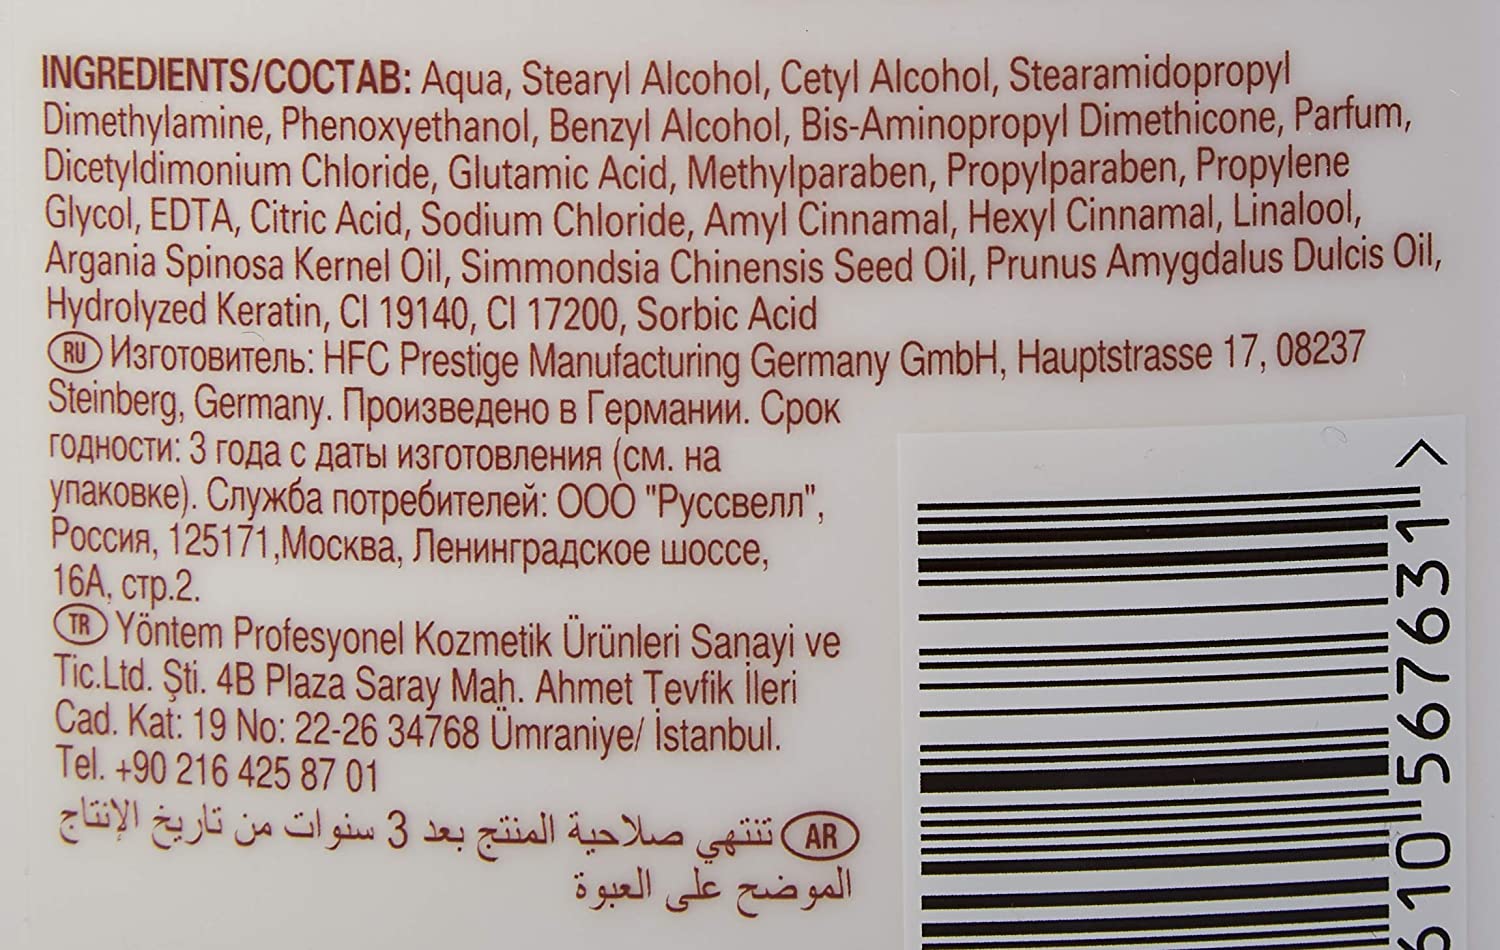 INGREDIENTS/СОСТАВ: Aqua, Stearyl Alcohol, Cetyl Alcohol, Stearamidopropyl
Dimethylamine, Phenoxyethanol, Benzyl Alcohol, Bis-Aminopropyl Dimethicone, Parfum,
Dicetyldimonium Chloride, Glutamic Acid, Methylparaben, Propylparaben, Propylene
Glycol, EDTA, Citric Acid, Sodium Chloride, Amyl Cinnamal, Hexyl Cinnamal, Linalool,
Argania Spinosa Kernel Oil, Simmondsia Chinensis Seed Oil, Prunus Amygdalus Dulcis Oil,
Hydrolyzed Keratin, CI 19140, CI 17200, Sorbic Acid
RU Изготовитель: HFC Prestige Manufacturing Germany GmbH, Hauptstrasse 17, 08237
Steinberg, Germany. Произведено в Германии. Срок
годности: 3 года с даты изготовления (см. на
упаковке). Служба потребителей: ООО "Руссвелл",
Россия, 125171,Москва, Ленинградское шоссе,
16А, стр.2.
TR Yöntem Profesyonel Kozmetik Ürünleri Sanayi ve
Tic.Ltd. Şti. 4B Plaza Saray Mah. Ahmet Tevfik İleri
Cad. Kat: 19 No: 22-26 34768 Ümraniye/ İstanbul.
Tel. +90 216 425 87 01
AR تنتهي صلاحية المنتج بعد 3 سنوات من تاريخ الإنتاج
الموضح على العبوة
610 567631 >